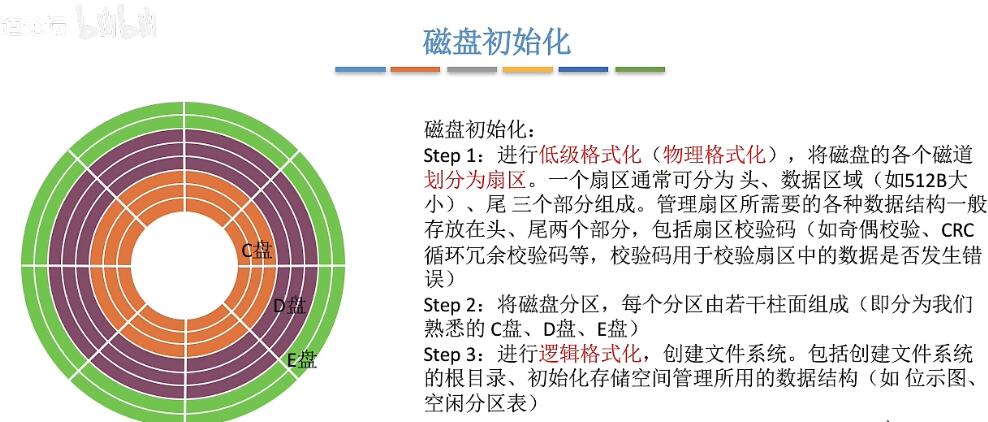 bilibili
磁盘初始化
磁盘初始化：
Step 1：进行低级格式化（物理格式化），将磁盘的各个磁道
划分为扇区。一个扇区通常可分为 头、数据区域（如512B大
小）、尾 三个部分组成。管理扇区所需要的各种数据结构一般
存放在头、尾两个部分，包括扇区校验码（如奇偶校验、CRC
循环冗余校验码等，校验码用于校验扇区中的数据是否发生错
误）
Step 2：将磁盘分区，每个分区由若干柱面组成（即分为我们
熟悉的 C盘、D盘、E盘）
Step 3：进行逻辑格式化，创建文件系统。包括创建文件系统
的根目录、初始化存储空间管理所用的数据结构（如 位示图、
空闲分区表）
C盘
D盘
E盘